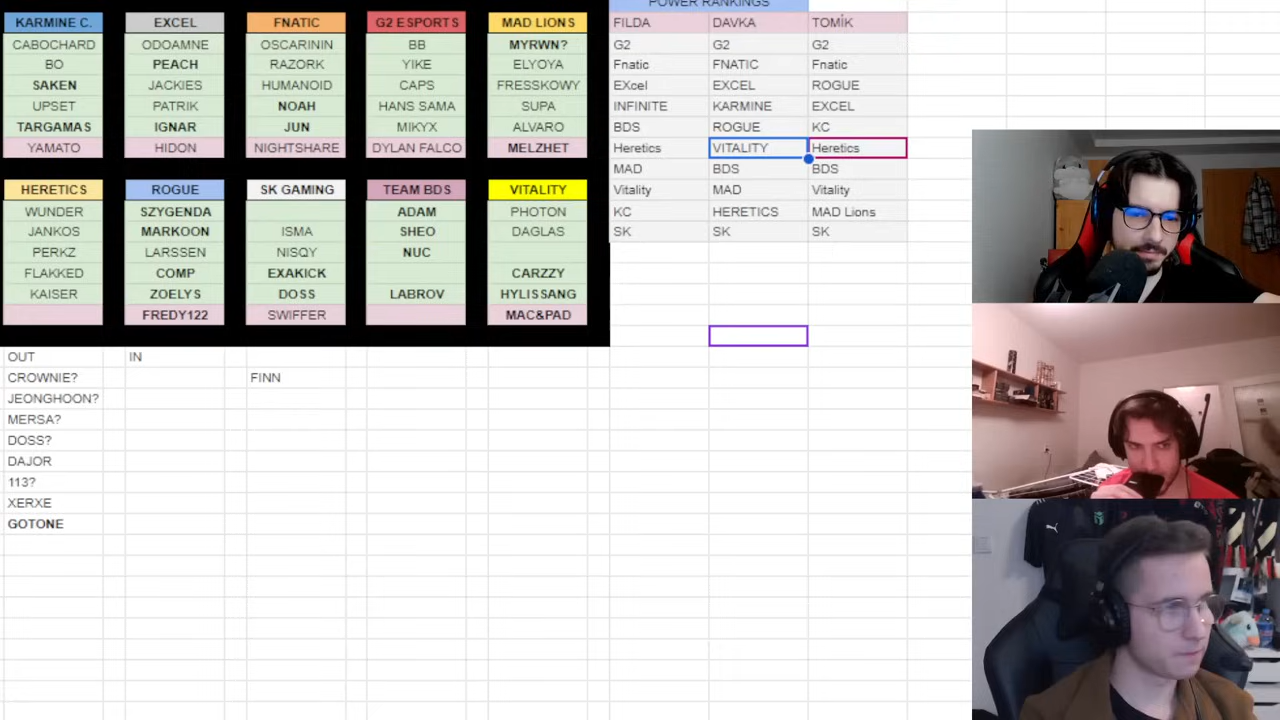 POWER RANKINGS
KARMINE C. EXCEL FNATIC G2 ESPORTS MAD LIONS FILDA DAVKA TOMÍK
CABOCHARD ODOAMNE OSCARININ BB MYRWN? G2 G2 G2
BO PEACH RAZORK YIKE ELYOYA Fnatic FNATIC Fnatic
SAKEN JACKIES HUMANOID CAPS FRESSKOWY EXcel EXCEL ROGUE
UPSET PATRIK NOAH HANS SAMA SUPA INFINITE KARMINE EXCEL
TARGAMAS IGNAR JUN MIKYX ALVARO BDS ROGUE KC
YAMATO HIDON NIGHTSHARE DYLAN FALCO MELZHET Heretics VITALITY Heretics
MAD BDS BDS
HERETICS ROGUE SK GAMING TEAM BDS VITALITY Vitality MAD Vitality
WUNDER SZYGENDA ADAM PHOTON KC HERETICS MAD Lions
JANKOS MARKOON ISMA SHEO DAGLAS SK SK SK
PERKZ LARSSEN NISQY NUC
FLAKKED COMP EXAKICK CARZZY
KAISER ZOELYS DOSS LABROV HYLISSANG
FREDY122 SWIFFER MAC&PAD
OUT IN
CROWNIE? FINN
JEONGHOON?
MERSA?
DOSS?
DAJOR
113?
XERXE
GOTONE